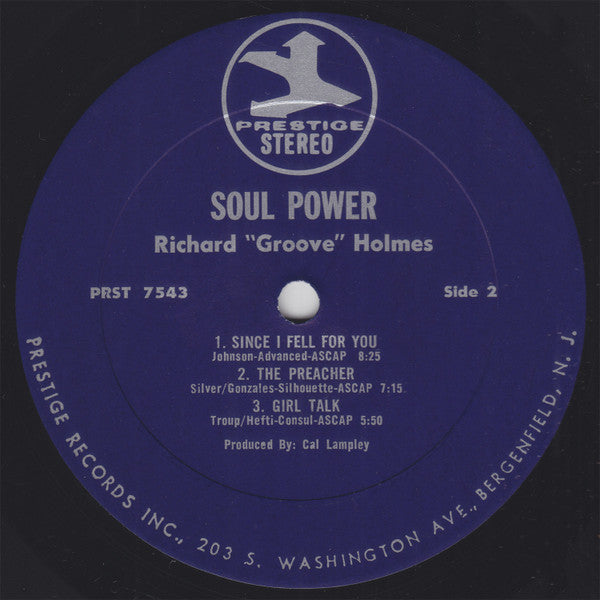 PRESTIGE
STEREO
SOUL POWER
Richard "Groove" Holmes
PRST 7543
Side 2
1. SINCE I FELL FOR YOU
Johnson-Advanced-ASCAP 8:25
2. THE PREACHER
Silver/Gonzales-Silhouette-ASCAP 7:15
3. GIRL TALK
Troup/Hefti-Consul-ASCAP 5:50
Produced By: Cal Lampley
PRESTIGE RECORDS INC., 203 S. WASHINGTON AVE., BERGENFIELD, N. J.